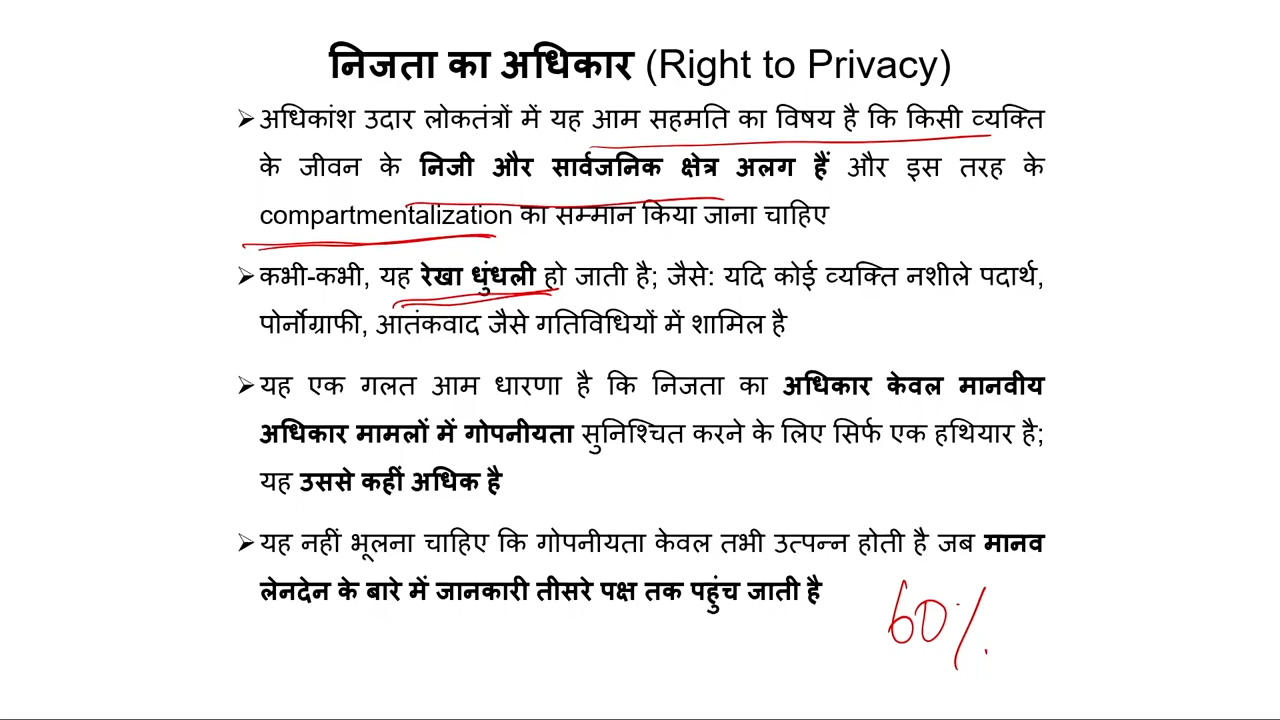 निजता का अधिकार (Right to Privacy)
➢ अधिकांश उदार लोकतंत्रों में यह आम सहमति का विषय है कि किसी व्यक्ति
के जीवन के निजी और सार्वजनिक क्षेत्र अलग हैं और इस तरह के
compartmentalization का सम्मान किया जाना चाहिए
➢ कभी-कभी, यह रेखा धुंधली हो जाती है; जैसे: यदि कोई व्यक्ति नशीले पदार्थ,
पोर्नोग्राफी, आतंकवाद जैसे गतिविधियों में शामिल है
➢ यह एक गलत आम धारणा है कि निजता का अधिकार केवल मानवीय
अधिकार मामलों में गोपनीयता सुनिश्चित करने के लिए सिर्फ एक हथियार है;
यह उससे कहीं अधिक है
➢ यह नहीं भूलना चाहिए कि गोपनीयता केवल तभी उत्पन्न होती है जब मानव
लेनदेन के बारे में जानकारी तीसरे पक्ष तक पहुंच जाती है
60%